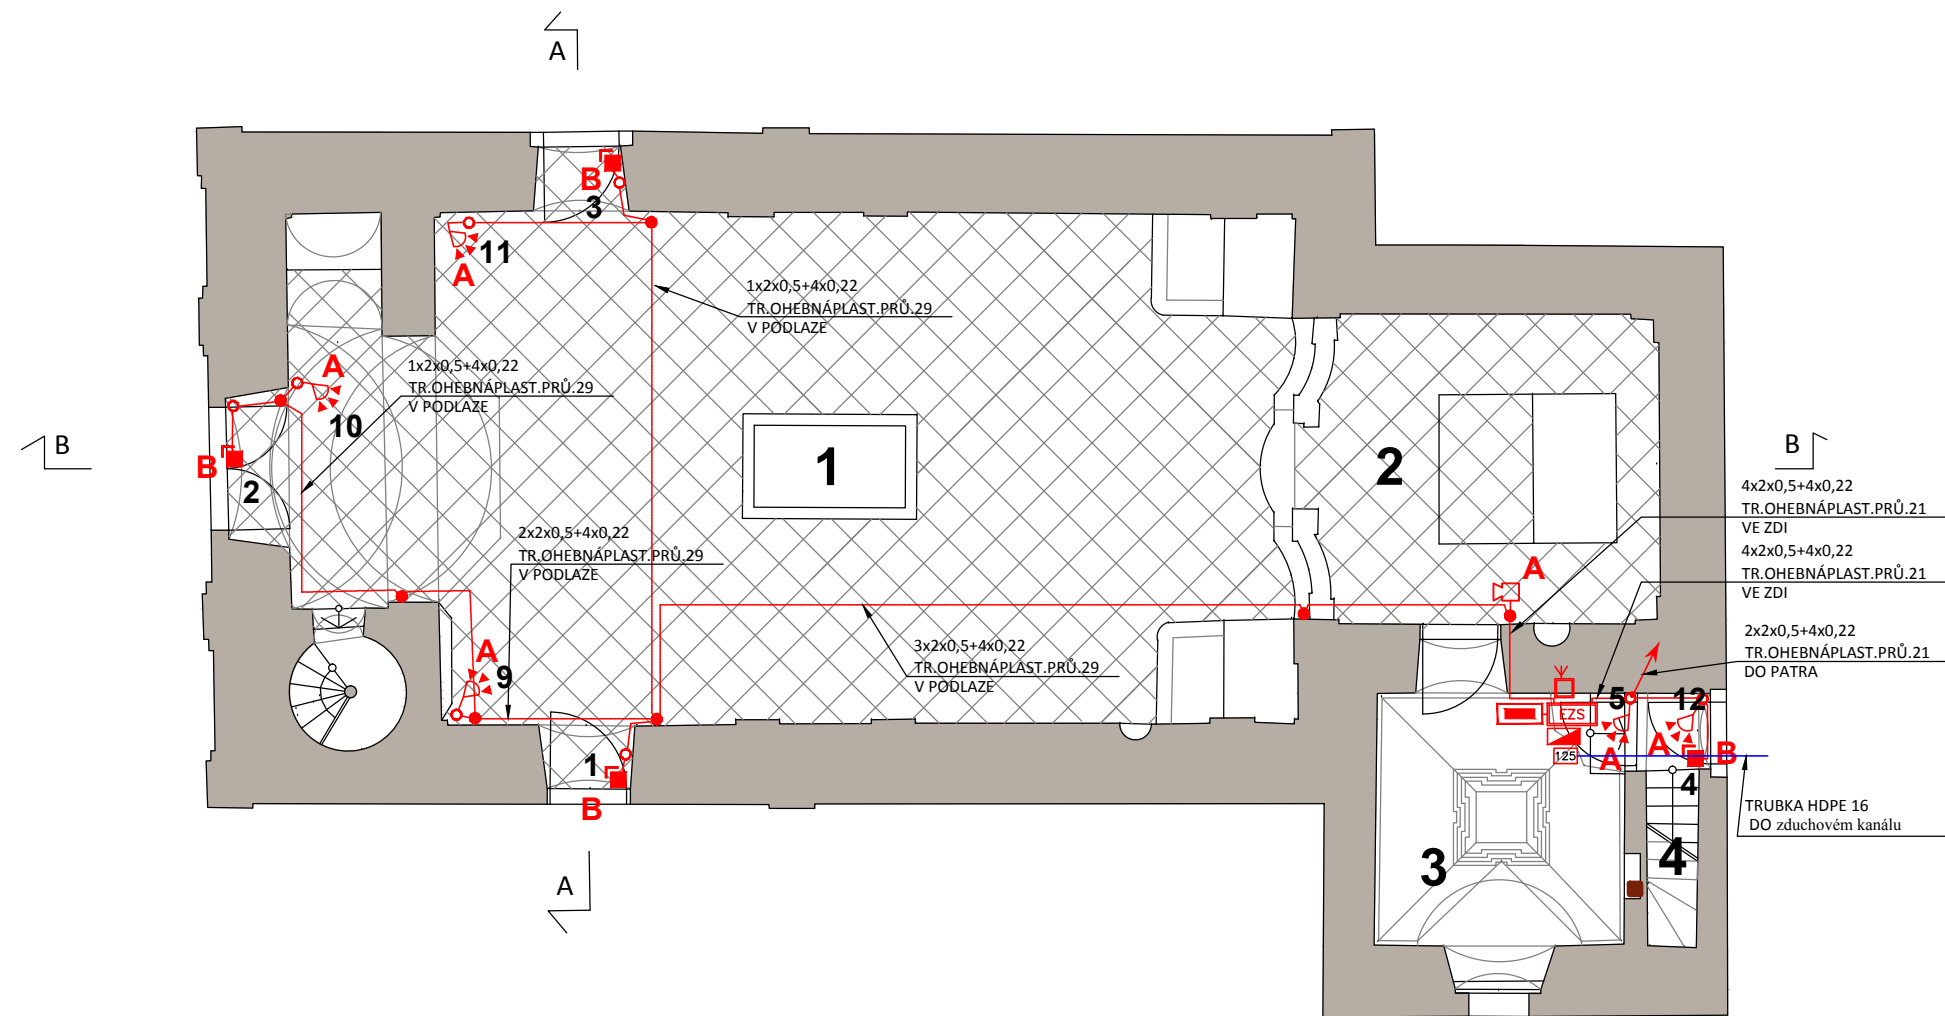 A
B
3
11
A
1x2x0,5+4x0,22
TR.OHEBNÁPLAST.PRŮ.29
V PODLAZE
A
1x2x0,5+4x0,22
TR.OHEBNÁPLAST.PRŮ.29
V PODLAZE
10
B
B
2
1
2
B
4x2x0,5+4x0,22
TR.OHEBNÁPLAST.PRŮ.21
VE ZDI
2x2x0,5+4x0,22
TR.OHEBNÁPLAST.PRŮ.29
V PODLAZE
4x2x0,5+4x0,22
TR.OHEBNÁPLAST.PRŮ.21
VE ZDI
A
2x2x0,5+4x0,22
TR.OHEBNÁPLAST.PRŮ.21
DO PATRA
3x2x0,5+4x0,22
TR.OHEBNÁPLAST.PRŮ.29
V PODLAZE
A
9
5
12
EZS
125
A
A
B
1
B
4
TRUBKA HDPE 16
DO zduchovém kanálu
3
4
A